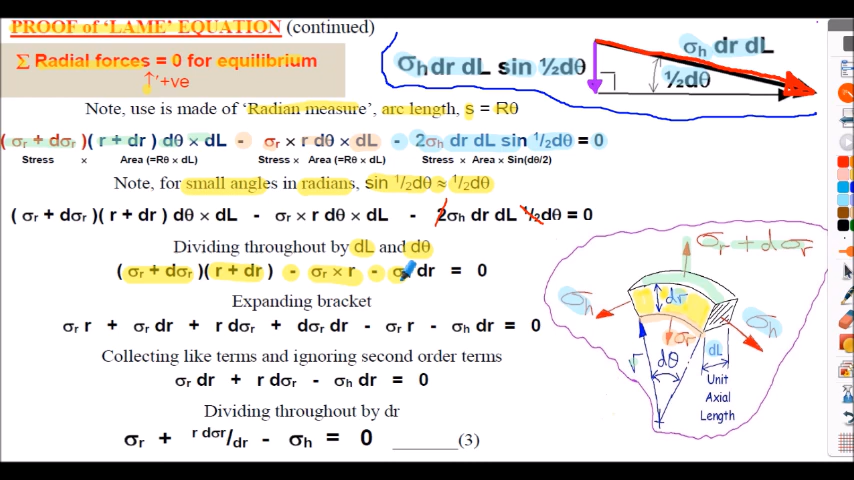 PROOF of 'LAME' EQUATION (continued)
Σ Radial forces = 0 for equilibrium
↑'+ve
σh dr dL sin ½dθ
σh dr dL
½dθ
Note, use is made of 'Radian measure', arc length, s = Rθ
( σr + dσr )( r + dr ) dθ × dL - σr × r dθ × dL - 2σh dr dL sin ¹/₂dθ = 0
Stress × Area (=Rθ x dL) Stress × Area (=Rθ x dL) Stress × Area × Sin(dθ/2)
Note, for small angles in radians, sin ¹/₂dθ ≈ ¹/₂dθ
( σr + dσr )( r + dr ) dθ × dL - σr × r dθ × dL - 2σh dr dL ¹/₂dθ = 0
Dividing throughout by dL and dθ
( σr + dσr )( r + dr ) - σr × r - σ dr = 0
Expanding bracket
σr r + σr dr + r dσr + dσr dr - σr r - σh dr = 0
Collecting like terms and ignoring second order terms
σr dr + r dσr - σh dr = 0
Dividing throughout by dr
σr + r dσr/dr - σh = 0 ________(3)
σr + dσr
σh
dr
σh
σr
r
dθ
dL
Unit
Axial
Length